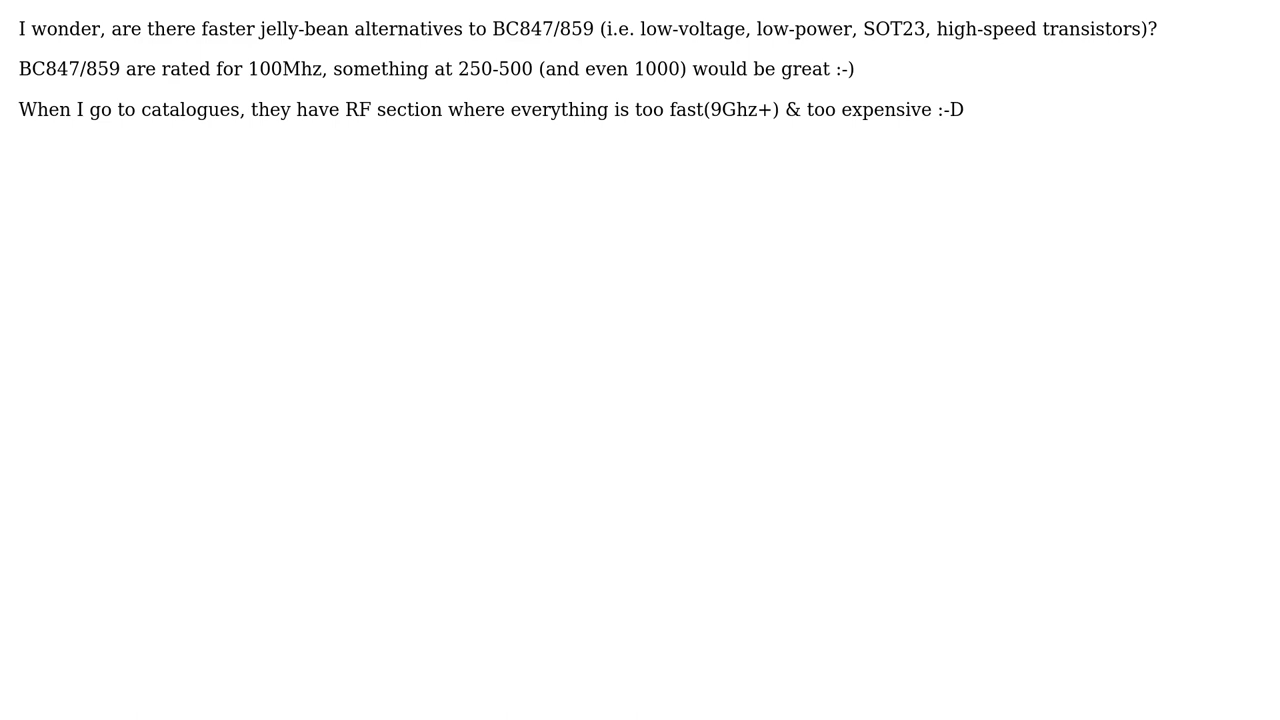 I wonder, are there faster jelly-bean alternatives to BC847/859 (i.e. low-voltage, low-power, SOT23, high-speed transistors)?
BC847/859 are rated for 100Mhz, something at 250-500 (and even 1000) would be great :-)
When I go to catalogues, they have RF section where everything is too fast(9Ghz+) & too expensive :-D